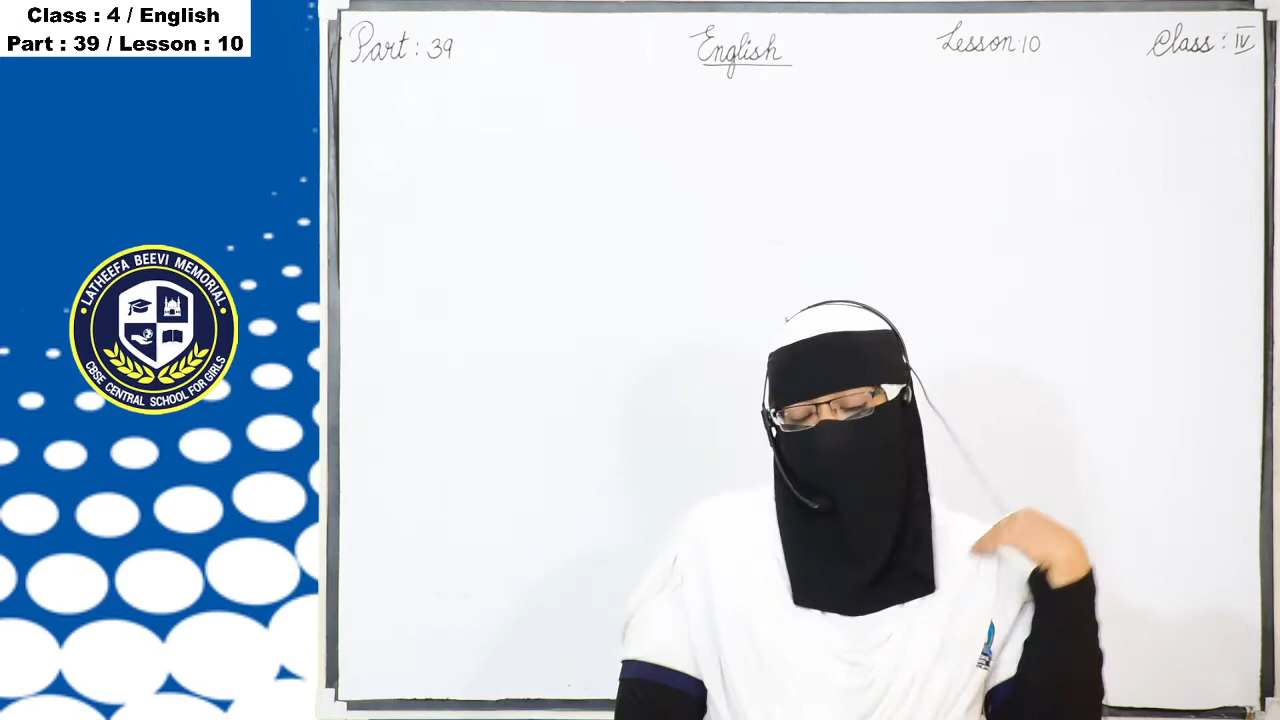 Class : 4 / English
Part : 39 / Lesson : 10
Part : 39
English
Lesson 10
Class : IV
LATHEEFA BEEVI MEMORIAL
CBSE CENTRAL SCHOOL FOR GIRLS